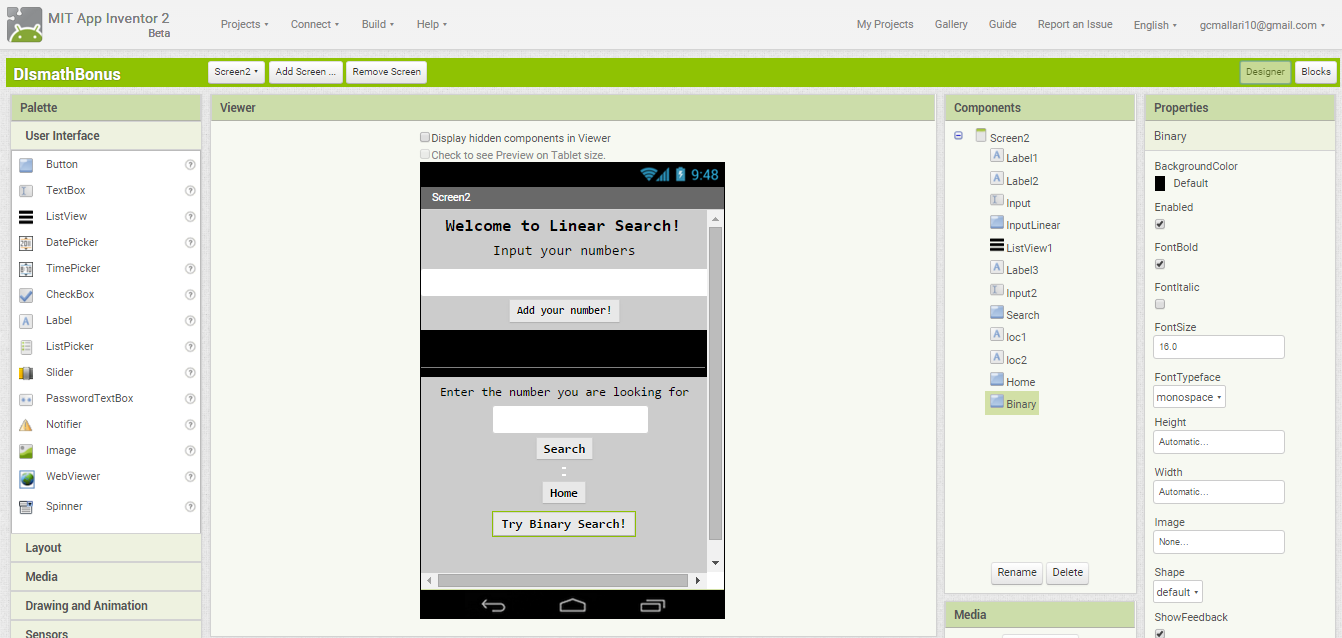 MIT App Inventor 2
Beta
Projects Connect Build Help
My Projects Gallery Guide Report an Issue English gcmallari10@gmail.com
DIsmathBonus
Screen2 Add Screen ... Remove Screen
Designer Blocks
Palette
User Interface
Button
TextBox
ListView
DatePicker
TimePicker
CheckBox
Label
ListPicker
Slider
PasswordTextBox
Notifier
Image
WebViewer
Spinner
Layout
Media
Drawing and Animation
Sensors
Viewer
Display hidden components in Viewer
Check to see Preview on Tablet size.
9:48
Screen2
Welcome to Linear Search!
Input your numbers
Add your number!
Enter the number you are looking for
Search
Home
Try Binary Search!
Components
Screen2
Label1
Label2
Input
InputLinear
ListView1
Label3
Input2
Search
loc1
loc2
Home
Binary
Rename Delete
Media
Properties
Binary
BackgroundColor
Default
Enabled
FontBold
FontItalic
FontSize
16.0
FontTypeface
monospace
Height
Automatic...
Width
Automatic...
Image
None...
Shape
default
ShowFeedback